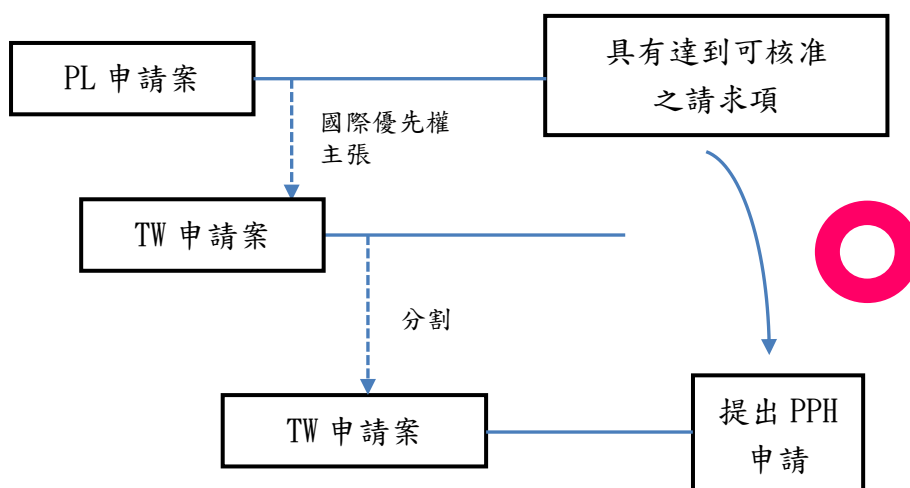 PL 申請案
具有達到可核准
之請求項
國際優先權
主張
TW 申請案
分割
TW 申請案
提出 PPH
申請